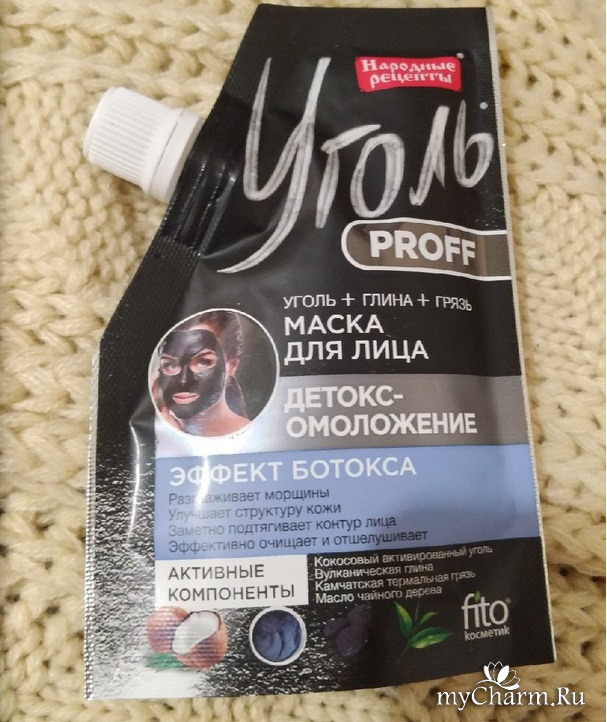 Народные
рецепты
Уголь
PROFF
УГОЛЬ + ГЛИНА + ГРЯЗЬ
МАСКА
ДЛЯ ЛИЦА
ДЕТОКС-
ОМОЛОЖЕНИЕ
ЭФФЕКТ БОТОКСА
Разглаживает морщины
Улучшает структуру кожи
Заметно подтягивает контур лица
Эффективно очищает и отшелушивает
АКТИВНЫЕ
КОМПОНЕНТЫ
Кокосовый активированный уголь
Вулканическая глина
Камчатская термальная грязь
Масло чайного дерева
fito®
косметик
myCharm.Ru